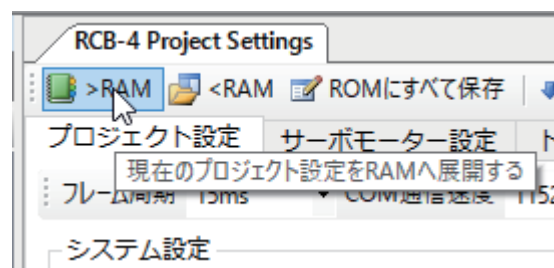 RCB-4 Project Settings
>RAM <RAM ROMにすべて保存
プロジェクト設定 サーボモーター設定
現在のプロジェクト設定をRAMへ展開する
フレーム周期 15ms COM通信速度 1152
システム設定